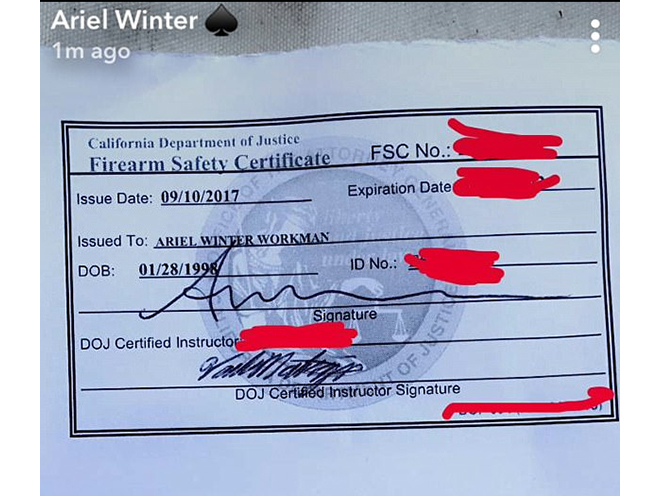 Ariel Winter ♠
1m ago
California Department of Justice
Firearm Safety Certificate
FSC No.:
Issue Date: 09/10/2017
Expiration Date
Issued To: ARIEL WINTER WORKMAN
DOB: 01/28/1998
ID No.:
Signature
DOJ Certified Instructor
DOJ Certified Instructor Signature